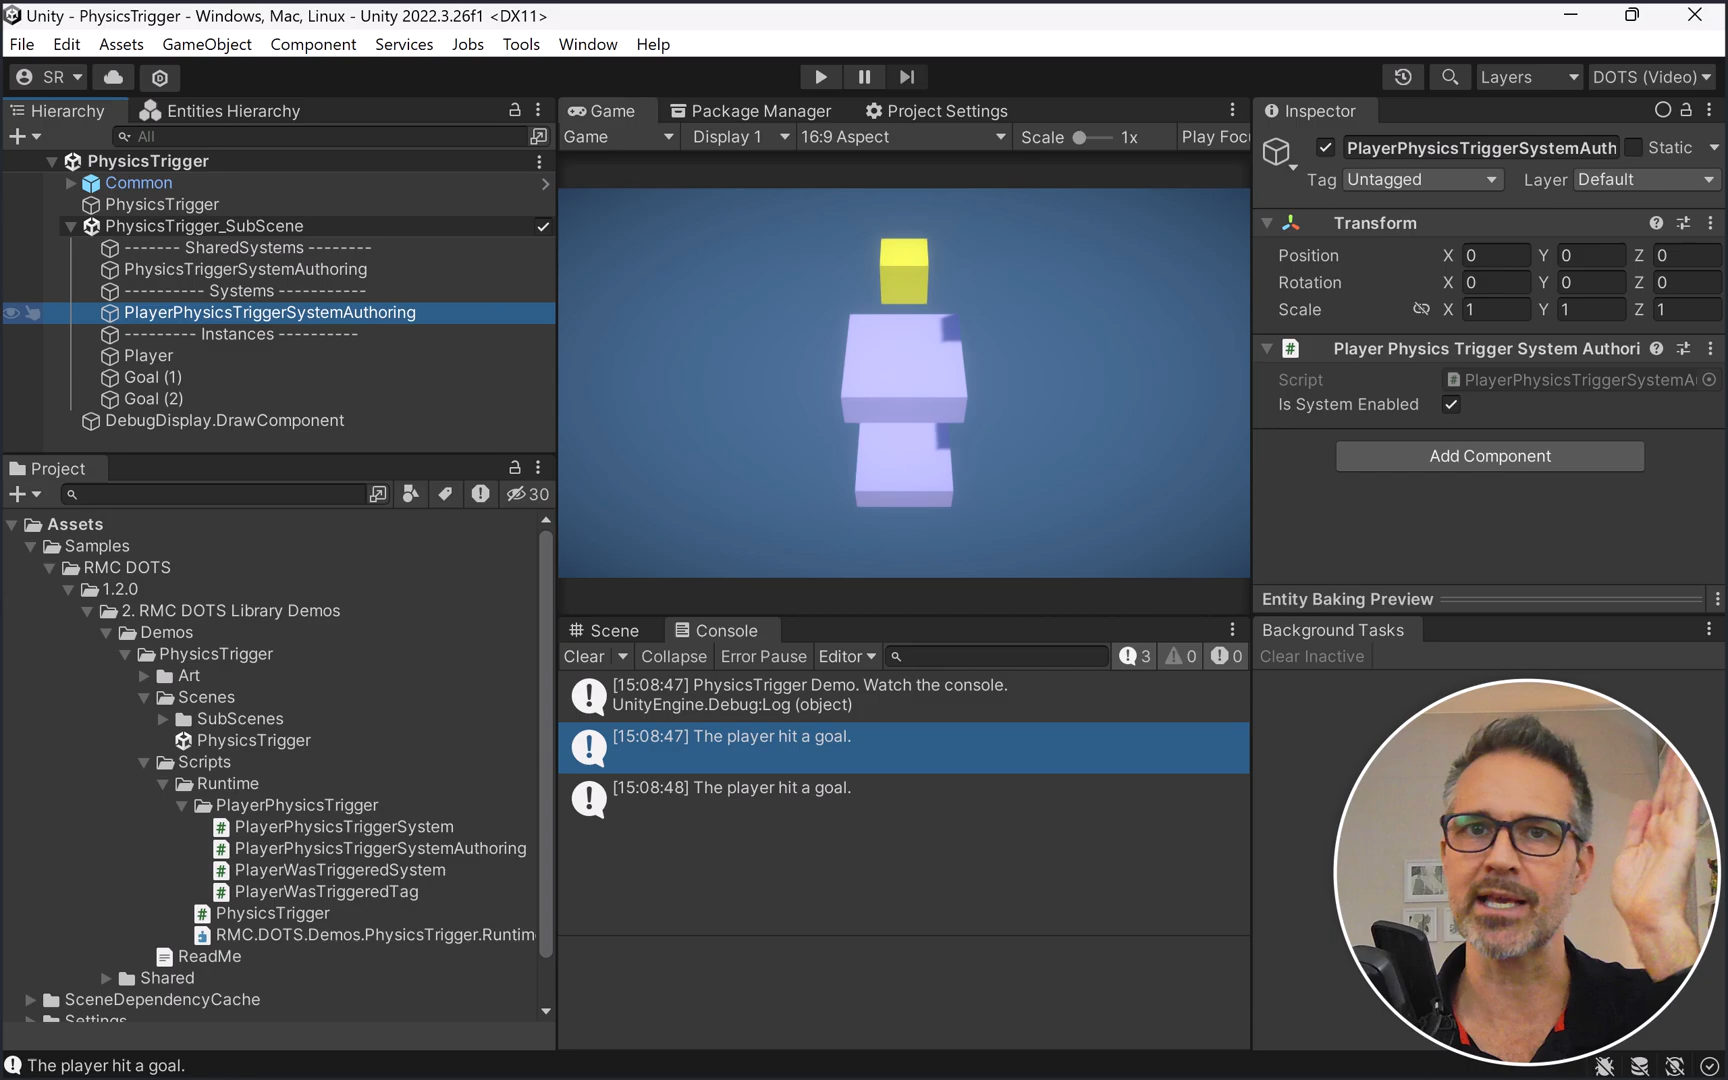 Unity - PhysicsTrigger - Windows, Mac, Linux - Unity 2022.3.26f1 <DX11>
File Edit Assets GameObject Component Services Jobs Tools Window Help
SR Layers DOTS (Video)
Hierarchy Entities Hierarchy
All
PhysicsTrigger
Common
PhysicsTrigger
PhysicsTrigger_SubScene
------- SharedSystems --------
PhysicsTriggerSystemAuthoring
---------- Systems -----------
PlayerPhysicsTriggerSystemAuthoring
--------- Instances ----------
Player
Goal (1)
Goal (2)
DebugDisplay.DrawComponent
Project
30
Assets
Samples
RMC DOTS
1.2.0
2. RMC DOTS Library Demos
Demos
PhysicsTrigger
Art
Scenes
SubScenes
PhysicsTrigger
Scripts
Runtime
PlayerPhysicsTrigger
PlayerPhysicsTriggerSystem
PlayerPhysicsTriggerSystemAuthoring
PlayerWasTriggeredSystem
PlayerWasTriggeredTag
PhysicsTrigger
RMC.DOTS.Demos.PhysicsTrigger.Runtim
ReadMe
Shared
SceneDependencyCache
Settings
The player hit a goal.
Game Package Manager Project Settings
Game Display 1 16:9 Aspect Scale 1x Play Foc
Scene Console
Clear Collapse Error Pause Editor 3 0 0
[15:08:47] PhysicsTrigger Demo. Watch the console.
UnityEngine.Debug:Log (object)
[15:08:47] The player hit a goal.
[15:08:48] The player hit a goal.
Inspector
PlayerPhysicsTriggerSystemAuth Static
Tag Untagged Layer Default
Transform
Position X 0 Y 0 Z 0
Rotation X 0 Y 0 Z 0
Scale X 1 Y 1 Z 1
# Player Physics Trigger System Authori
Script PlayerPhysicsTriggerSystemA
Is System Enabled
Add Component
Entity Baking Preview
Background Tasks
Clear Inactive